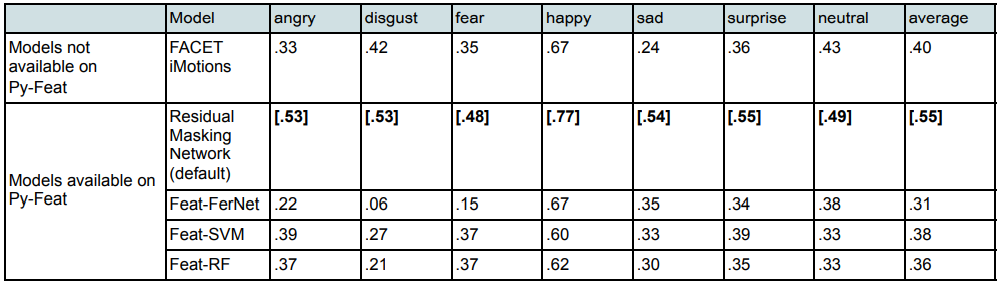 Model angry disgust fear happy sad surprise neutral average
Models not available on Py-Feat
FACET iMotions .33 .42 .35 .67 .24 .36 .43 .40
Models available on Py-Feat
Residual Masking Network (default) [.53] [.53] [.48] [.77] [.54] [.55] [.49] [.55]
Feat-FerNet .22 .06 .15 .67 .35 .34 .38 .31
Feat-SVM .39 .27 .37 .60 .33 .39 .33 .38
Feat-RF .37 .21 .37 .62 .30 .35 .33 .36